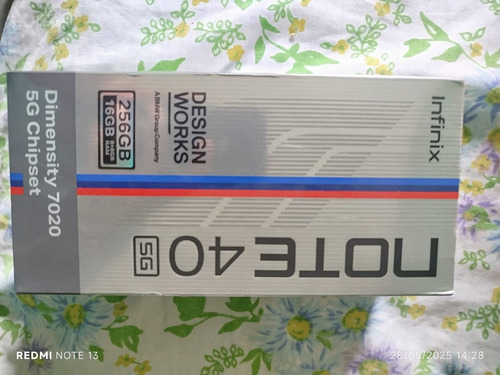 Infinix
NOTE 40 5G
DESIGN
WORKS
A BMW Group Company
256GB
16GB
Dimensity 7020
5G Chipset
REDMI NOTE 13
28/05/2025 14:28